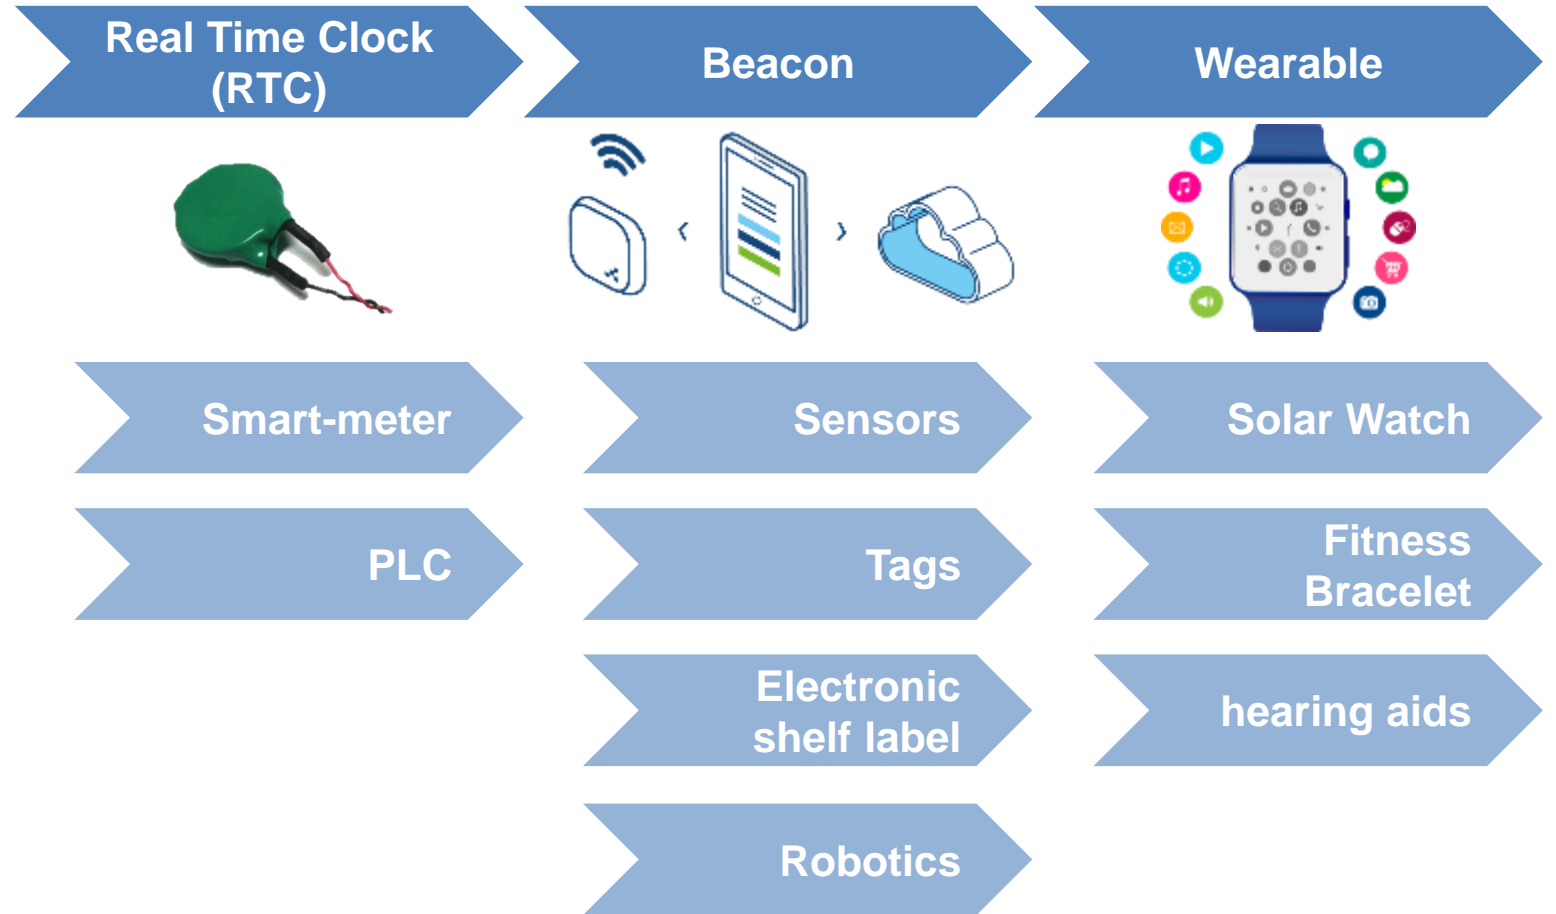 Real Time Clock
(RTC)
Beacon
Wearable
Smart-meter
PLC
Sensors
Tags
Electronic
shelf label
Robotics
Solar Watch
Fitness
Bracelet
hearing aids